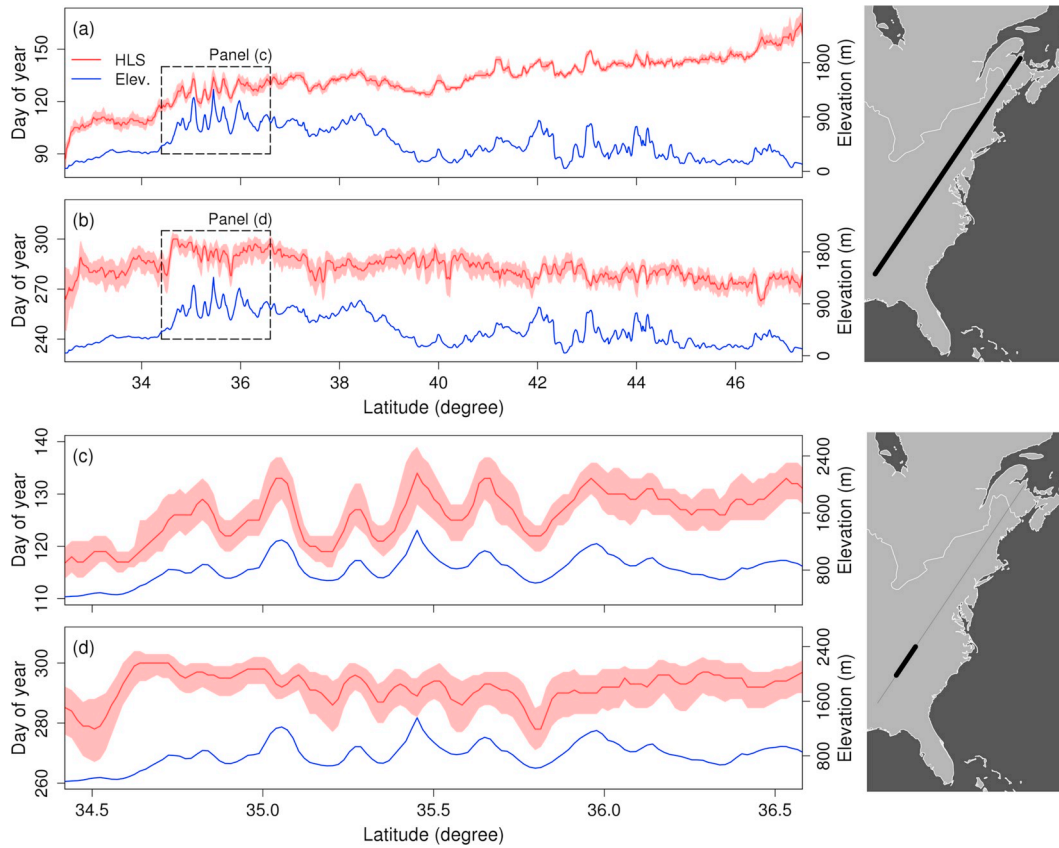 (a)
HLS
Elev.
Panel (c)
Day of year
90
120
150
Elevation (m)
0
900
1800
(b)
Panel (d)
Day of year
240
270
300
Elevation (m)
0
900
1800
34
36
38
40
42
44
46
Latitude (degree)
(c)
Day of year
110
120
130
140
Elevation (m)
800
1600
2400
(d)
Day of year
260
280
300
Elevation (m)
800
1600
2400
34.5
35.0
35.5
36.0
36.5
Latitude (degree)